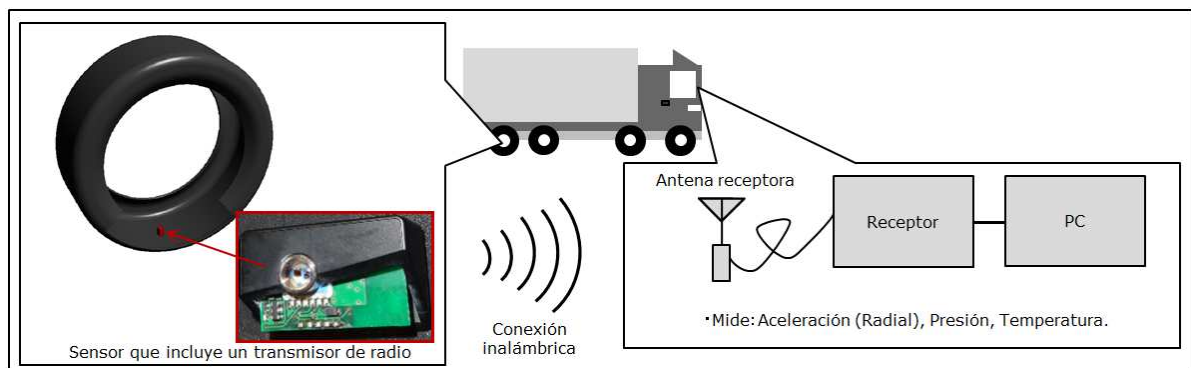 Sensor que incluye un transmisor de radio
Conexión
inalámbrica
Antena receptora
Receptor
PC
･Mide: Aceleración (Radial), Presión, Temperatura.